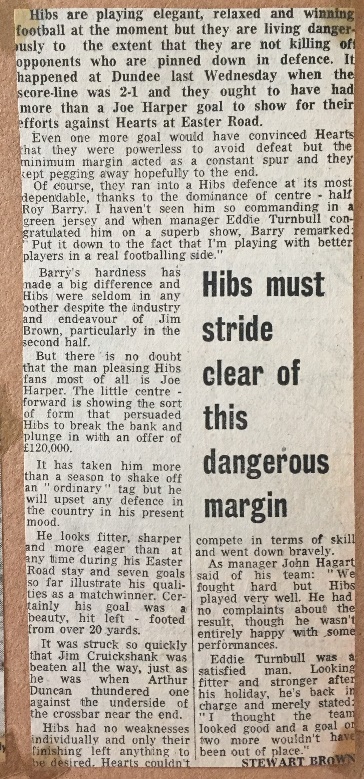 Hibs are playing elegant, relaxed and winning
football at the moment but they are living danger-
ously to the extent that they are not killing off
opponents who are pinned down in defence. It
happened at Dundee last Wednesday when the
score-line was 2-1 and they ought to have had
more than a Joe Harper goal to show for their
efforts against Hearts at Easter Road.
Even one more goal would have convinced Hearts
that they were powerless to avoid defeat but the
minimum margin acted as a constant spur and they
kept pegging away hopefully to the end.
Of course, they ran into a Hibs defence at its most
dependable, thanks to the dominance of centre - half
Roy Barry. I haven't seen him so commanding in a
green jersey and when manager Eddie Turnbull con-
gratulated him on a superb show, Barry remarked:
" Put it down to the fact that I'm playing with better
players in a real footballing side."
Barry's hardness has
made a big difference and
Hibs were seldom in any
bother despite the industry
and endeavour of Jim
Brown, particularly in the
second half.
But there is no doubt
that the man pleasing Hibs
fans most of all is Joe
Harper. The little centre -
forward is showing the sort
of form that persuaded
Hibs to break the bank and
plunge in with an offer of
£120,000.
It has taken him more
than a season to shake off
an " ordinary " tag but he
will upset any defence in
the country in his present
mood.
He looks fitter, sharper
and more eager than at
any time during his Easter
Road stay and seven goals
so far illustrate his quali-
ties as a matchwinner. Cer-
tainly his goal was a
beauty, hit left - footed
from over 20 yards.
It was struck so quickly
that Jim Cruickshank was
beaten all the way, just as
he was when Arthur
Duncan thundered one
against the underside of
the crossbar near the end.
Hibs had no weaknesses
individually and only their
finishing left anything to
be desired. Hearts couldn't
Hibs must
stride
clear of
this
dangerous
margin
compete in terms of skill
and went down bravely.
As manager John Hagart
said of his team: " We
fought hard but Hibs
played very well. He had
no complaints about the
result, though he wasn't
entirely happy with some
performances.
Eddie Turnbull was a
satisfied man. Looking
fitter and stronger after
his holiday, he's back in
charge and merely stated:
" I thought the team
looked good and a goal or
two more wouldn't have
been out of place."
STEWART BROWN